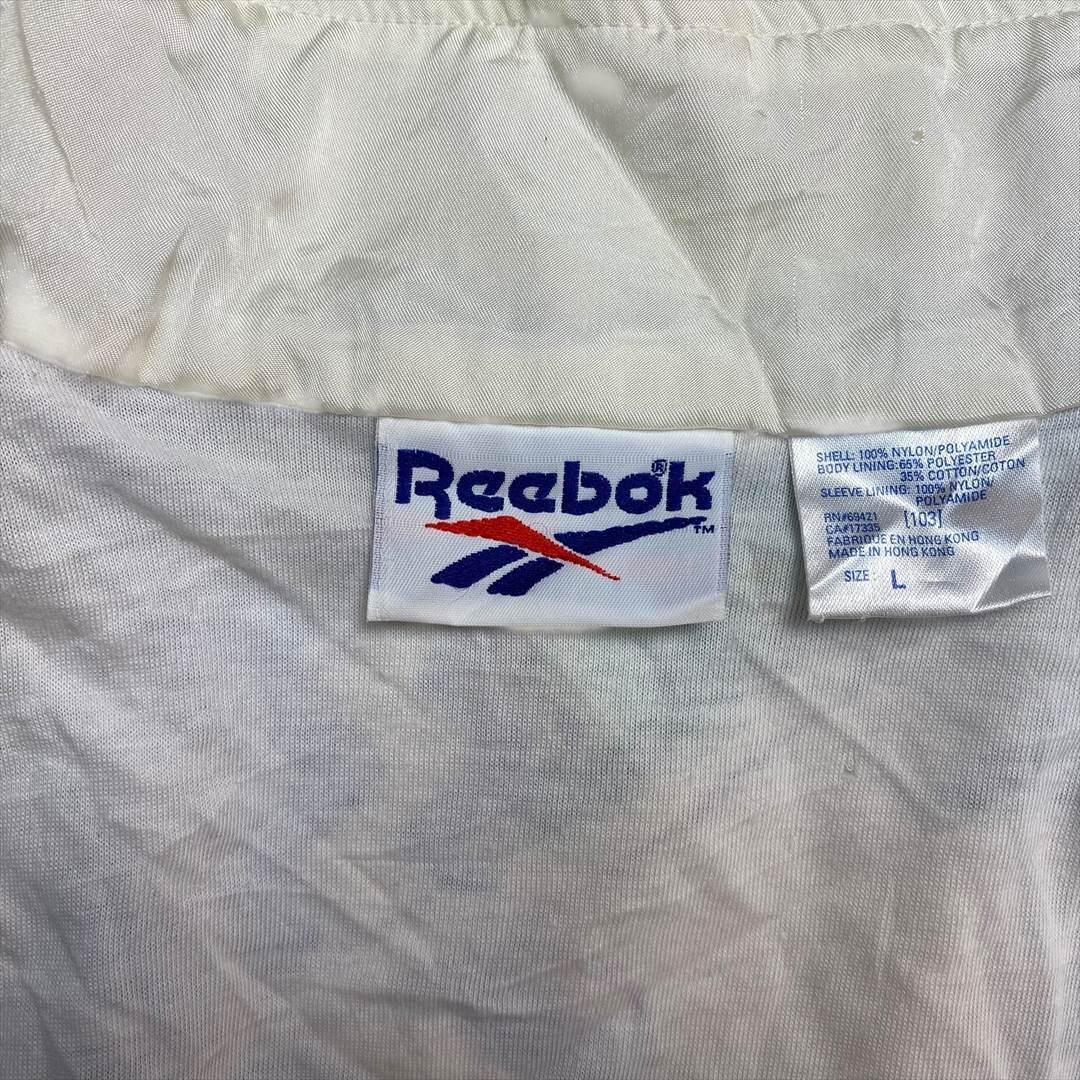 Reebok®
TM
SHELL: 100% NYLON/POLYAMIDE
BODY LINING: 65% POLYESTER
35% COTTON/COTON
SLEEVE LINING: 100% NYLON/
POLYAMIDE
RN#69421 [103]
CA#17335
FABRIQUE EN HONG KONG
MADE IN HONG KONG
SIZE: L